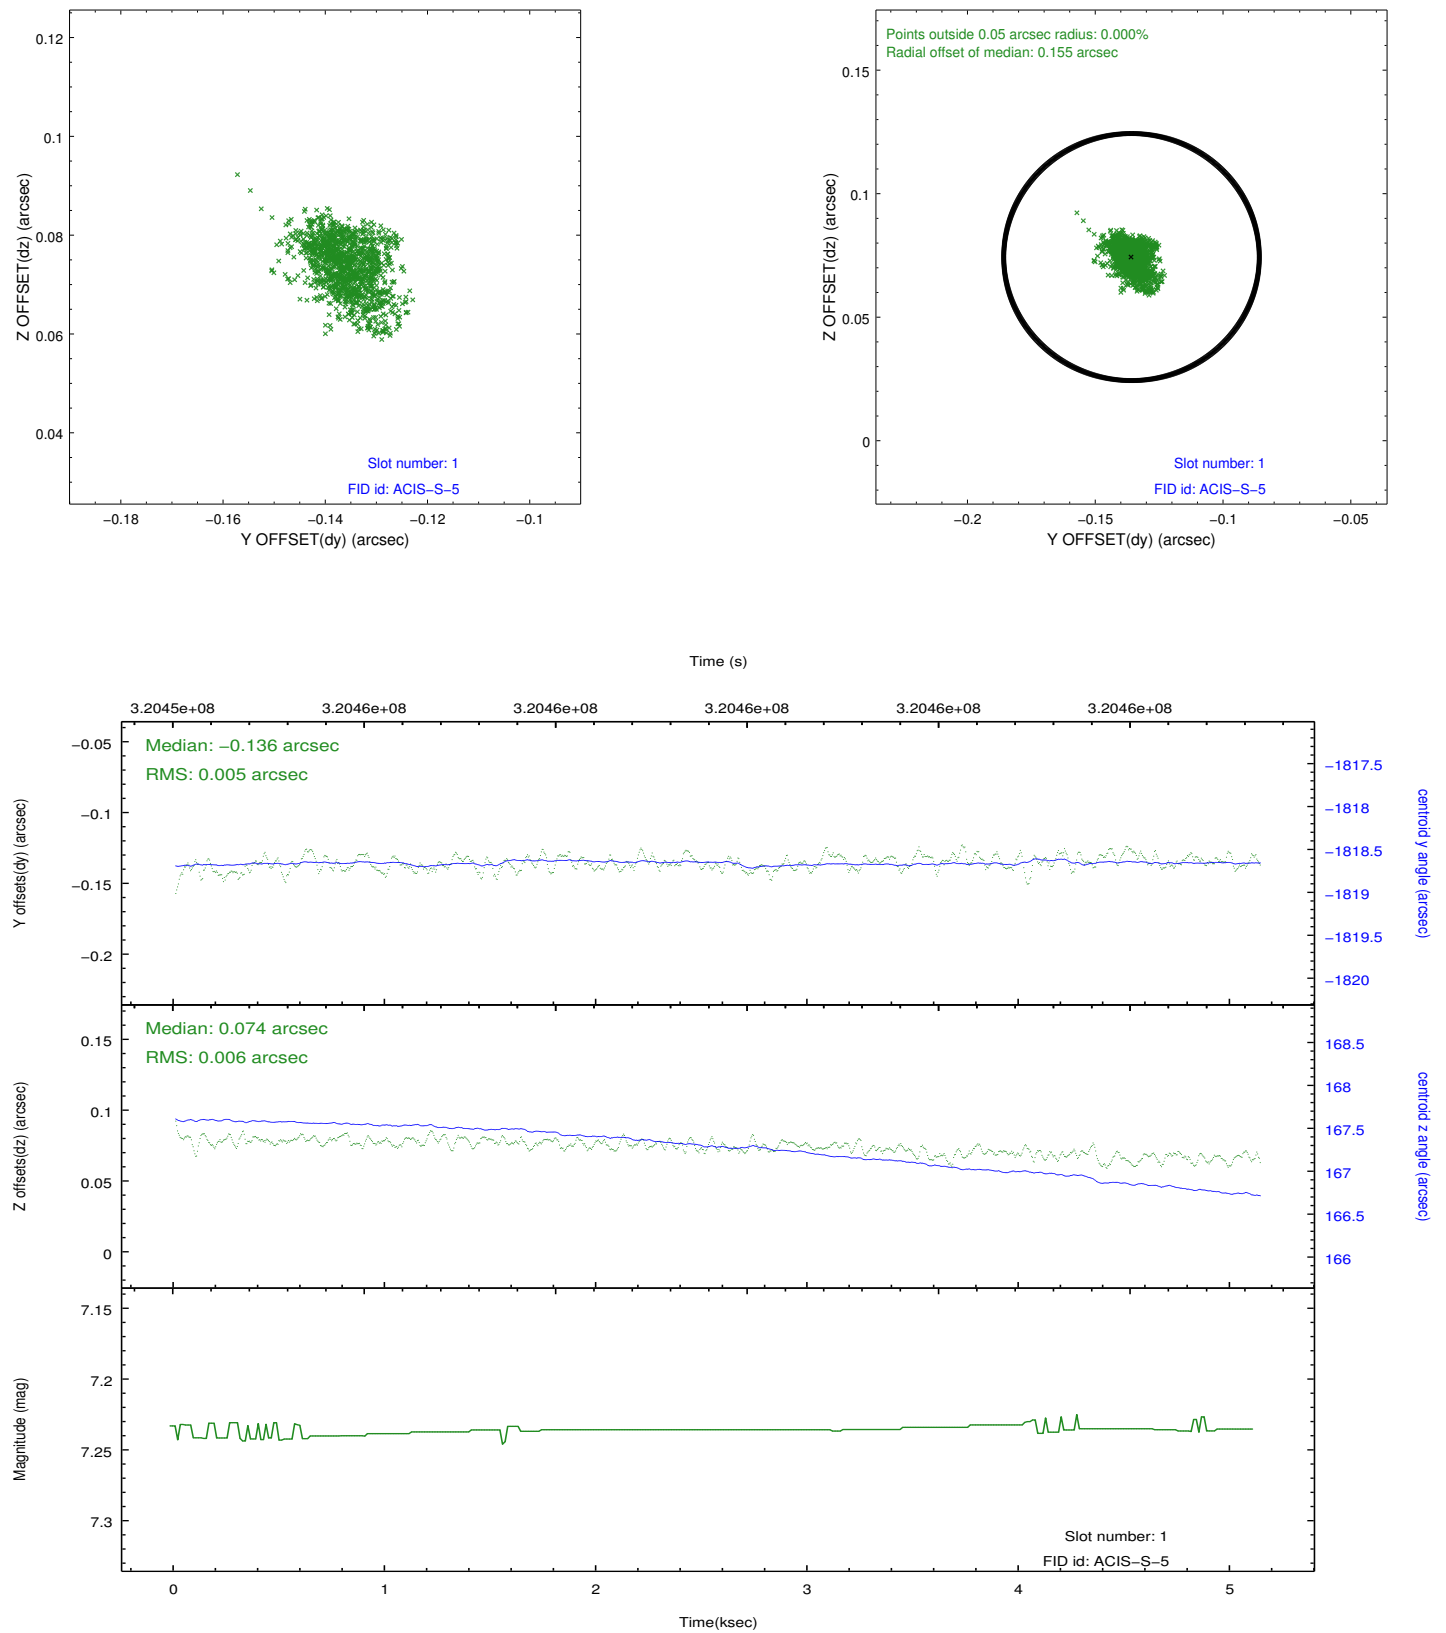 0.12
0.1
0.08
0.06
0.04
Z OFFSET(dz) (arcsec)
Slot number: 1
FID id: ACIS−S−5
−0.18
−0.16
−0.14
−0.12
−0.1
Y OFFSET(dy) (arcsec)
Points outside 0.05 arcsec radius: 0.000%
Radial offset of median: 0.155 arcsec
0.15
0.1
0.05
0
Z OFFSET(dz) (arcsec)
Slot number: 1
FID id: ACIS−S−5
−0.2
−0.15
−0.1
−0.05
Y OFFSET(dy) (arcsec)
Time (s)
3.2045e+08
3.2046e+08
3.2046e+08
3.2046e+08
3.2046e+08
3.2046e+08
Median: −0.136 arcsec
RMS: 0.005 arcsec
−0.05
−0.1
−0.15
−0.2
Y offsets(dy) (arcsec)
−1817.5
−1818
−1818.5
−1819
−1819.5
−1820
centroid y angle (arcsec)
Median: 0.074 arcsec
RMS: 0.006 arcsec
0.15
0.1
0.05
0
Z offsets(dz) (arcsec)
168.5
168
167.5
167
166.5
166
centroid z angle (arcsec)
7.15
7.2
7.25
7.3
Magnitude (mag)
Slot number: 1
FID id: ACIS−S−5
0
1
2
3
4
5
Time(ksec)